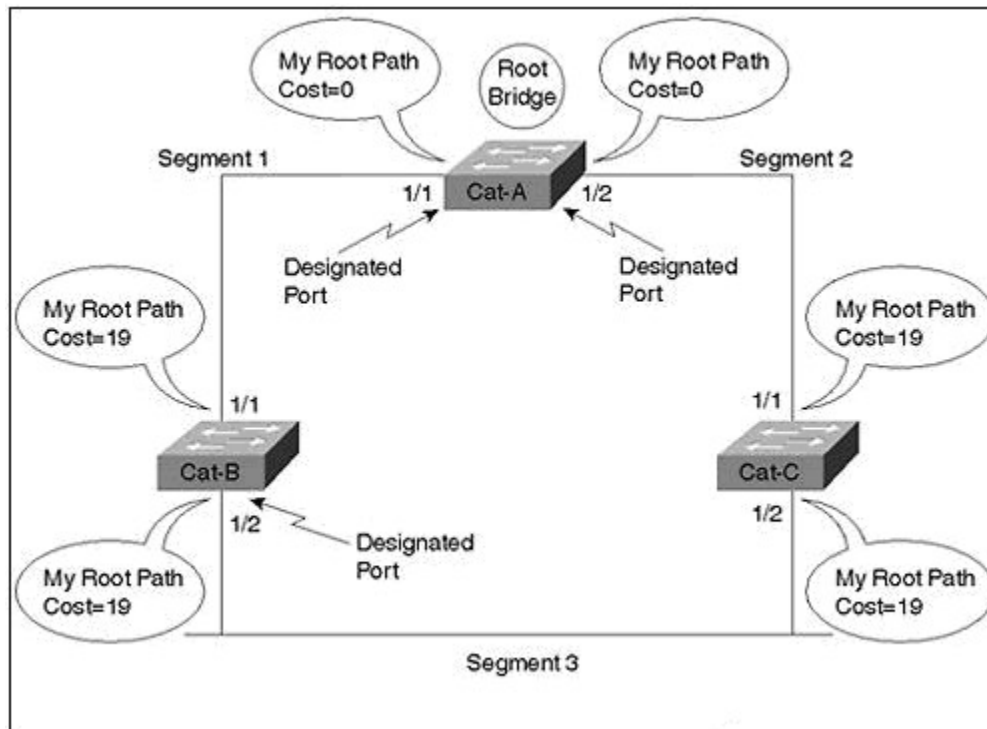 My Root Path
Cost=0
Root
Bridge
My Root Path
Cost=0
Segment 1
Segment 2
1/1
Cat-A
1/2
Designated
Port
Designated
Port
My Root Path
Cost=19
My Root Path
Cost=19
1/1
1/1
Cat-B
Cat-C
1/2
1/2
Designated
Port
My Root Path
Cost=19
My Root Path
Cost=19
Segment 3